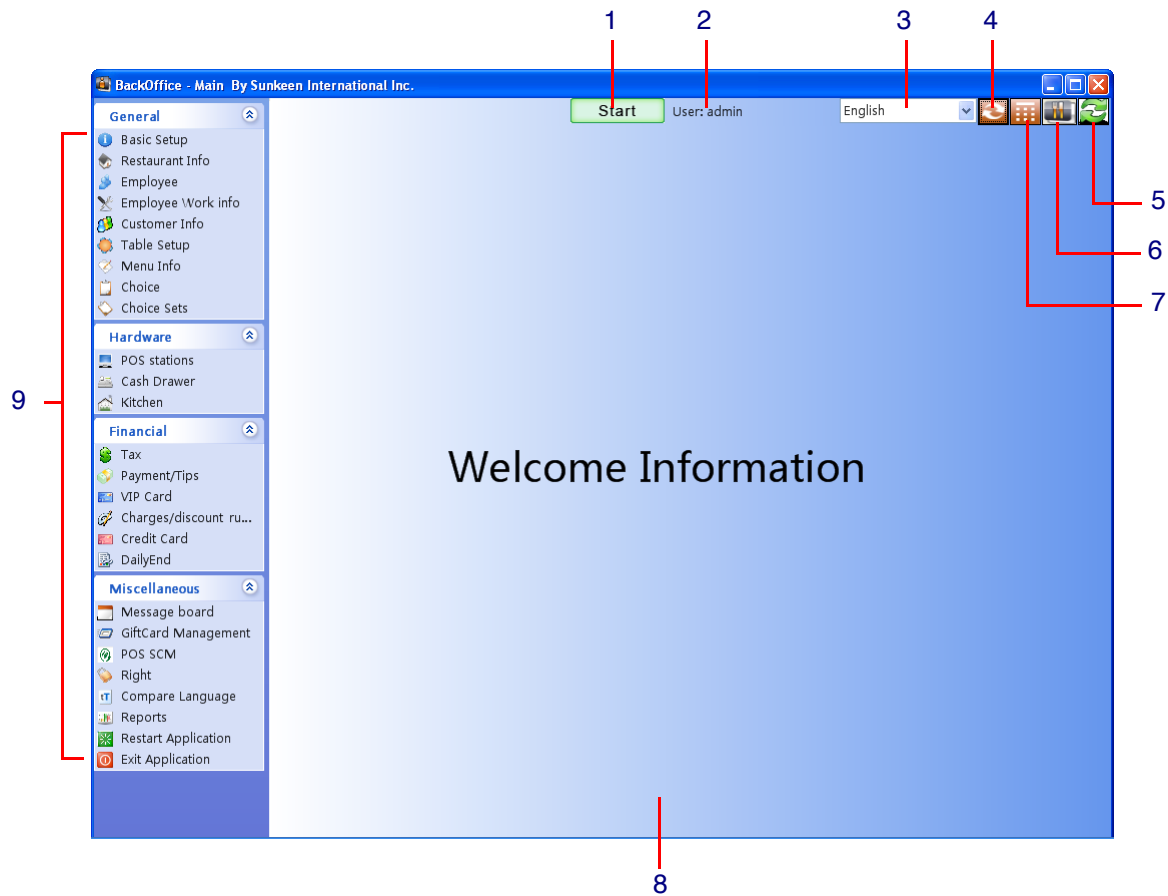 1 2 3 4
BackOffice - Main By Sunkeen International Inc.
Start User: admin English
General
Basic Setup
Restaurant Info
Employee
Employee Work info
Customer Info
Table Setup
Menu Info
Choice
Choice Sets
Hardware
POS stations
Cash Drawer
Kitchen
Financial
Tax
Payment/Tips
VIP Card
Charges/discount ru...
Credit Card
DailyEnd
Miscellaneous
Message board
GiftCard Management
POS SCM
Right
Compare Language
Reports
Restart Application
Exit Application
9
Welcome Information
5
6
7
8